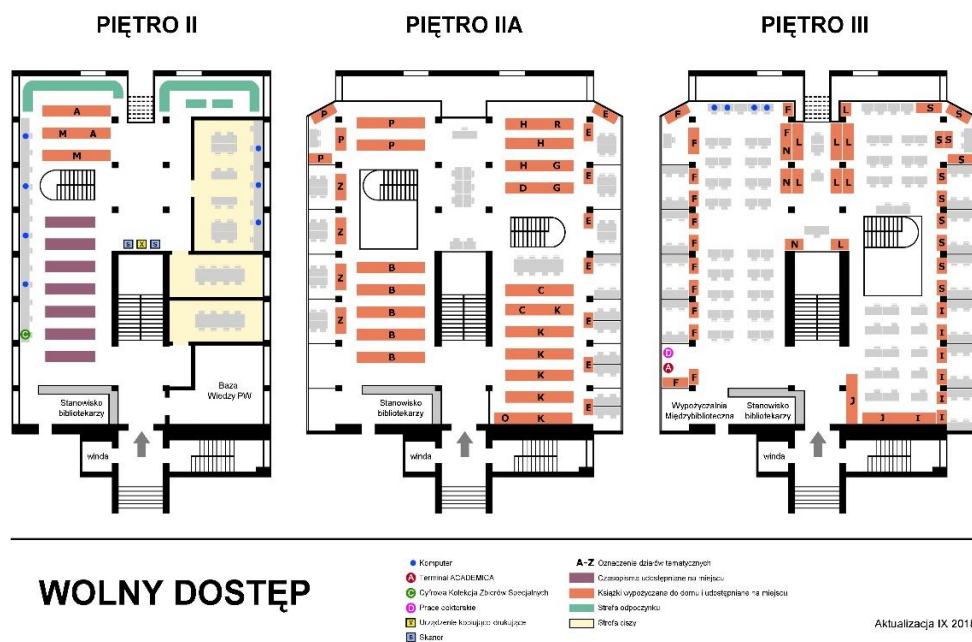 PIĘTRO II
PIĘTRO IIA
PIĘTRO III
A
M A
M
S X S
C
Stanowisko
bibliotekarzy
Baza
Wiedzy PW
winda
P P E
P P H R E
P P H
H G
Z D G
Z E
Z B C E
B C K
Z B K E
B K
B K E
Stanowisko
bibliotekarzy
O K E
winda
F F L S S
F F L L L S S
N S
F N L L L S
F S
F S
F N L S
F S
F S
F I
F I
D I
A
F F I
J I
Wypożyczalnia
Międzybiblioteczna
Stanowisko
bibliotekarzy
J I I
winda
WOLNY DOSTĘP
Komputer
A Terminal ACADEMICA
C Cyfrowa Kolekcja Zbiorów Specjalnych
D Prace doktorskie
X Urządzenie kopiująco drukujące
S Skaner
A-Z Oznaczenie działów tematycznych
Czasopisma udostępniane na miejscu
Książki wypożyczane do domu i udostępniane na miejscu
Strefa odpoczynku
Strefa ciszy
Aktualizacja IX 2018